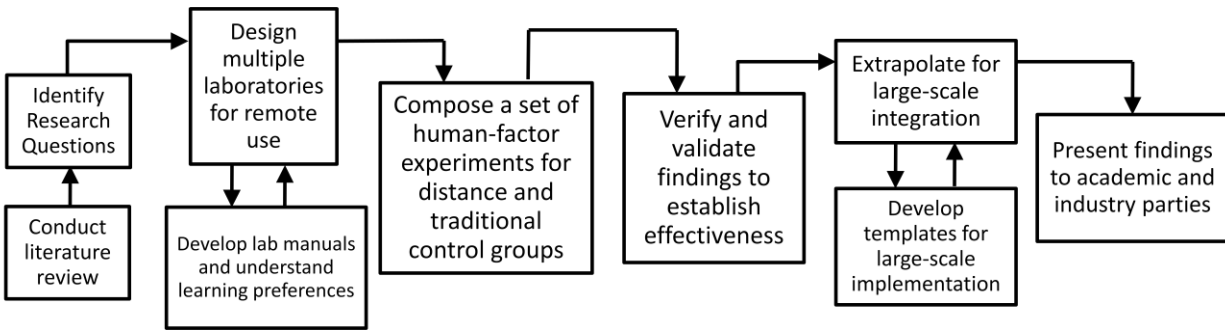 Identify
Research
Questions
Conduct
literature
review
Design
multiple
laboratories
for remote
use
Develop lab manuals
and understand
learning preferences
Compose a set of
human-factor
experiments for
distance and
traditional
control groups
Verify and
validate
findings to
establish
effectiveness
Extrapolate for
large-scale
integration
Develop
templates for
large-scale
implementation
Present findings
to academic and
industry parties